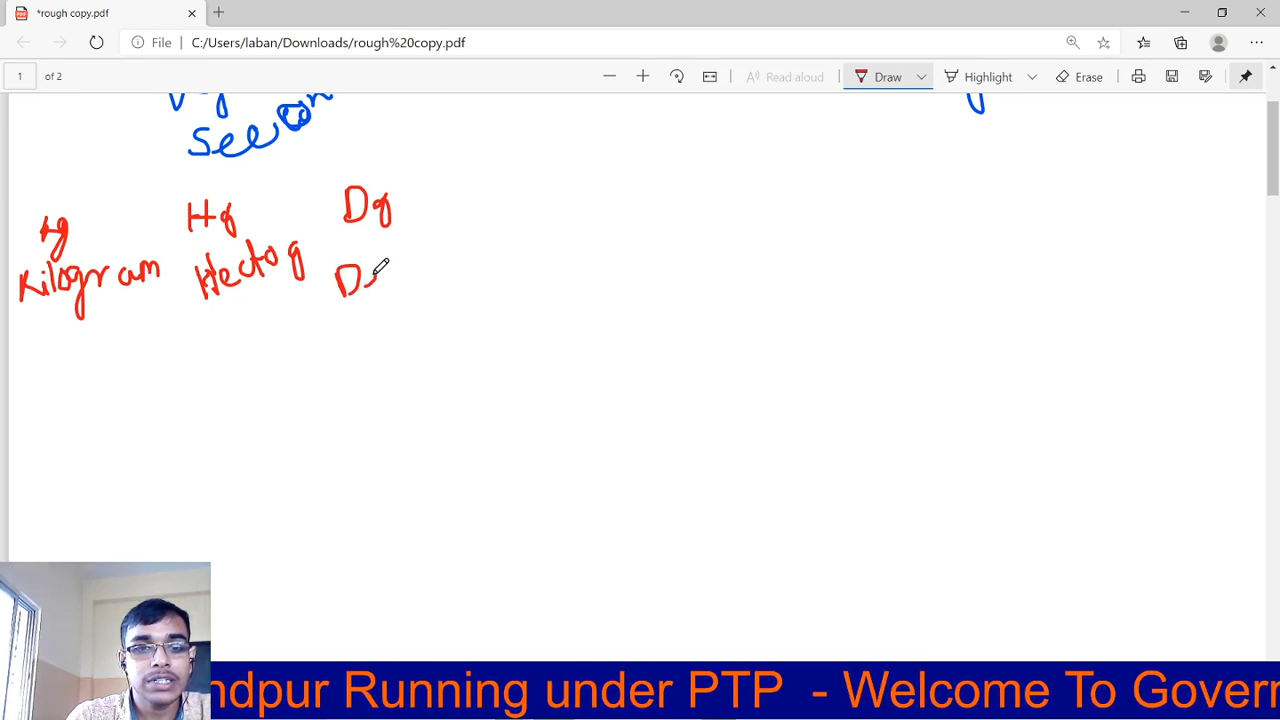 *rough copy.pdf
File C:/Users/laban/Downloads/rough%20copy.pdf
1 of 2 Read aloud Draw Highlight Erase
See
Kg Hg Dg
Kilogram Hectog D
ndpur Running under PTP - Welcome To Govern